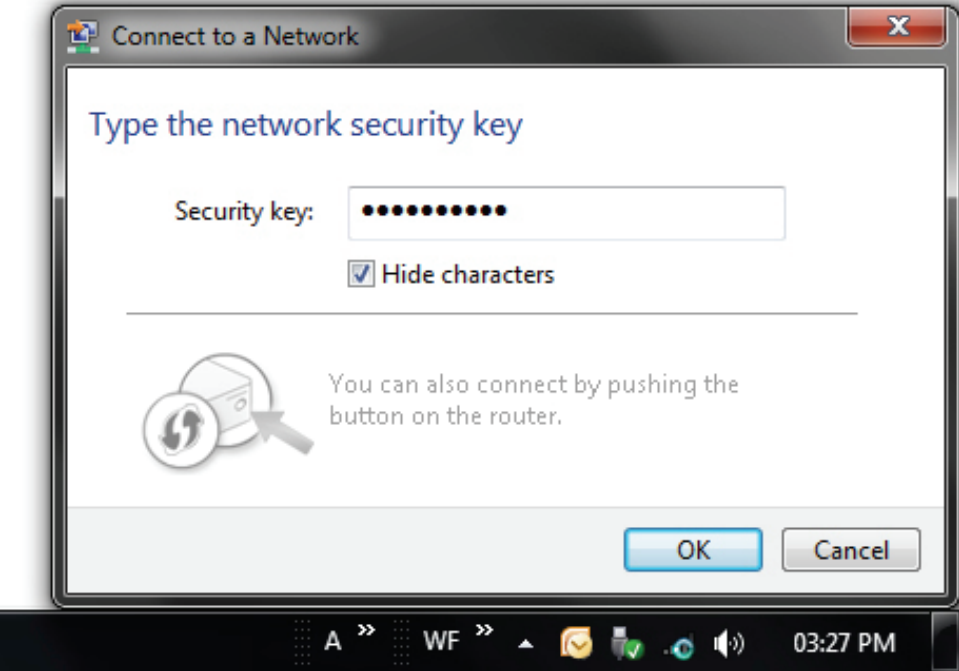 Connect to a Network
Type the network security key
Security key: ••••••••••
Hide characters
You can also connect by pushing the
button on the router.
OK Cancel
A » WF » 03:27 PM